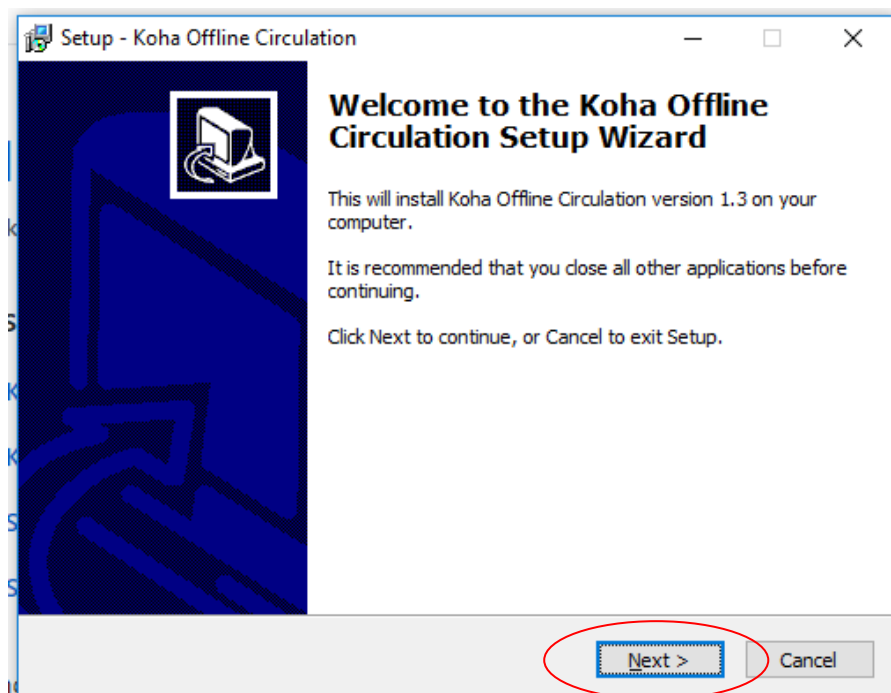 Setup - Koha Offline Circulation
Welcome to the Koha Offline
Circulation Setup Wizard
This will install Koha Offline Circulation version 1.3 on your
computer.
It is recommended that you close all other applications before
continuing.
Click Next to continue, or Cancel to exit Setup.
Next >
Cancel